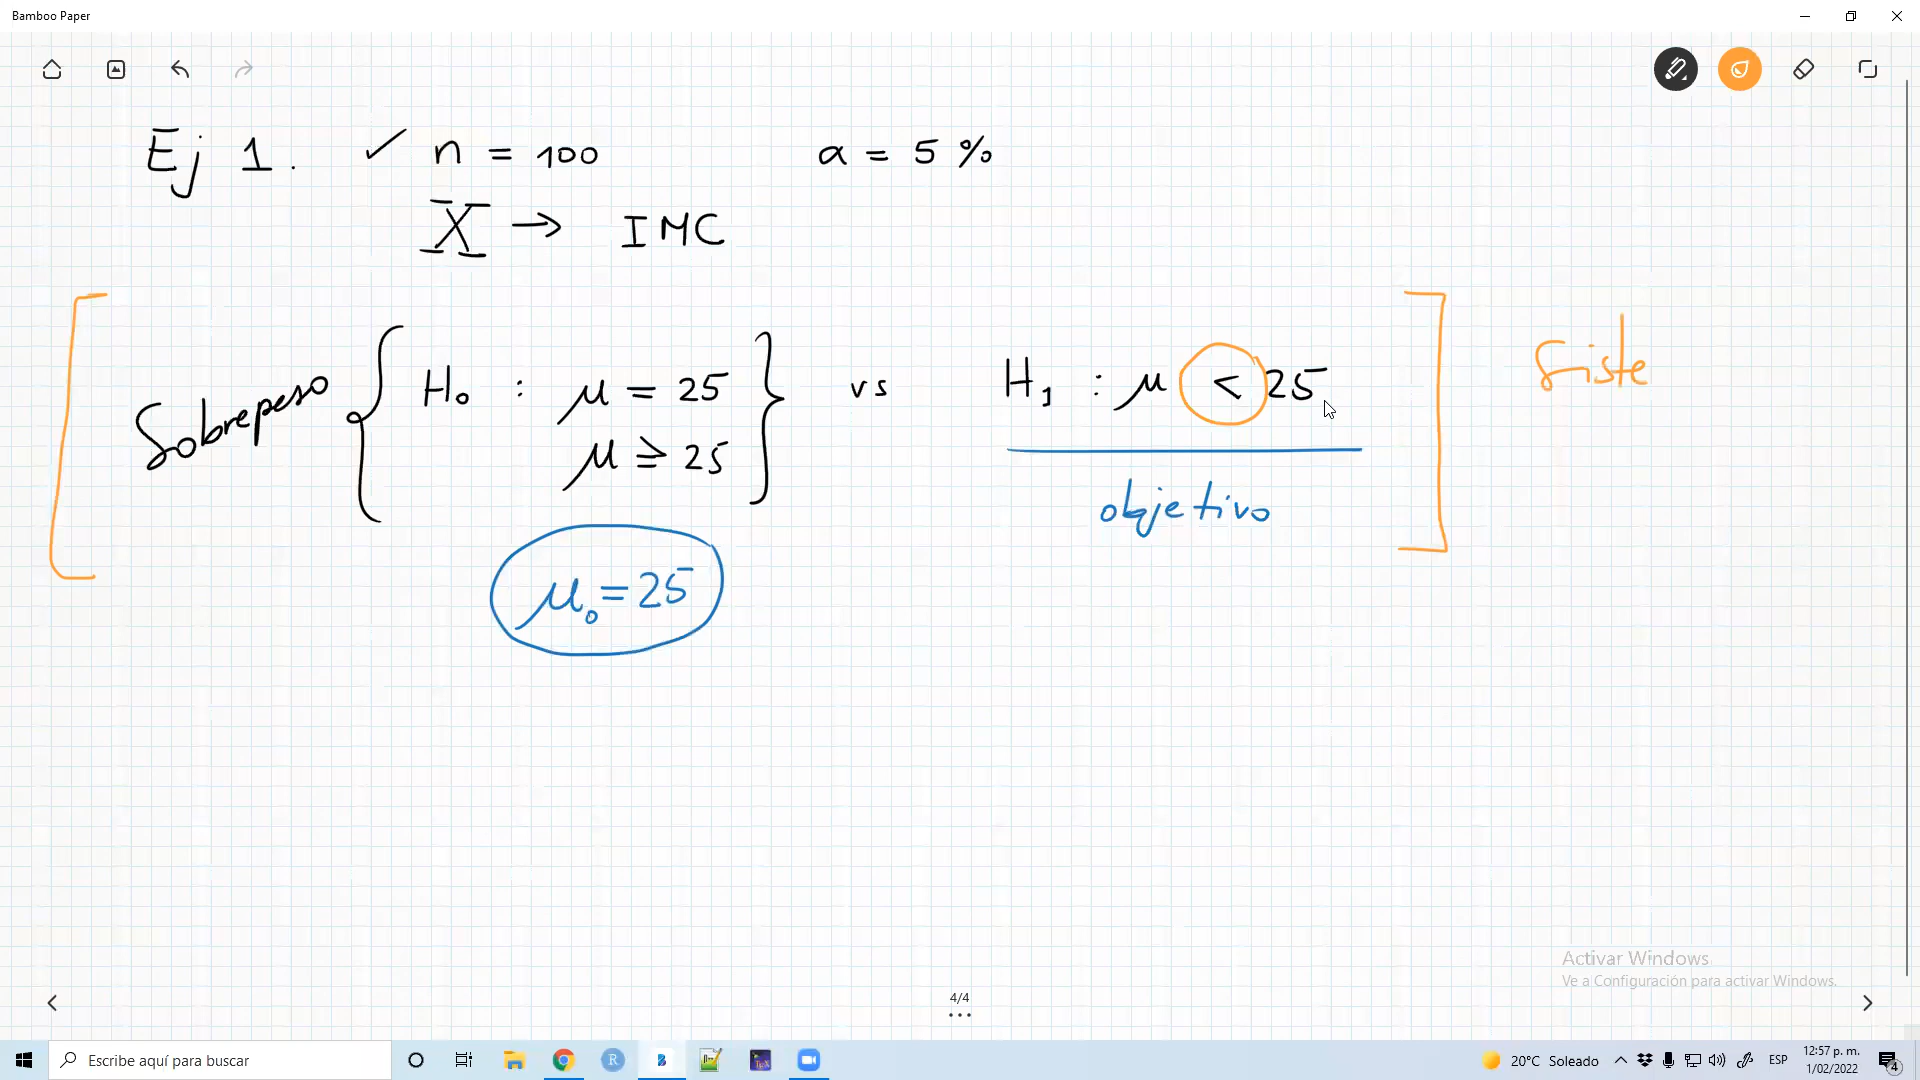 Bamboo Paper
Ej 1. ✓ n = 100 α = 5 %
X → IMC
Sobrepeso { H₀ : μ = 25 } vs H₁ : μ < 25
μ ≥ 25
objetivo
μ₀ = 25
Siste
Activar Windows
Ve a Configuración para activar Windows.
4/4
Escribe aquí para buscar
20°C Soleado
ESP
12:57 p. m.
1/02/2022
4